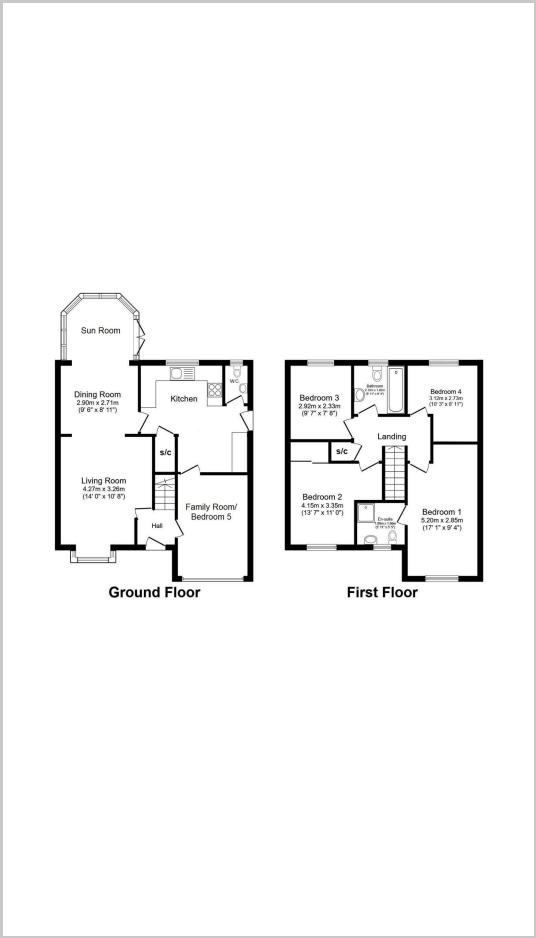 Sun Room
Dining Room
2.90m x 2.71m
(9' 6" x 8' 11")
Kitchen
WC
s/c
Living Room
4.27m x 3.26m
(14' 0" x 10' 8")
Family Room/
Bedroom 5
Hall
Ground Floor
Bedroom 3
2.92m x 2.33m
(9' 7" x 7' 8")
Bathroom
Bedroom 4
3.12m x 2.73m
(10' 3" x 8' 11")
Landing
s/c
Bedroom 2
4.15m x 3.35m
(13' 7" x 11' 0")
En-suite
Bedroom 1
5.20m x 2.85m
(17' 1" x 9' 4")
First Floor